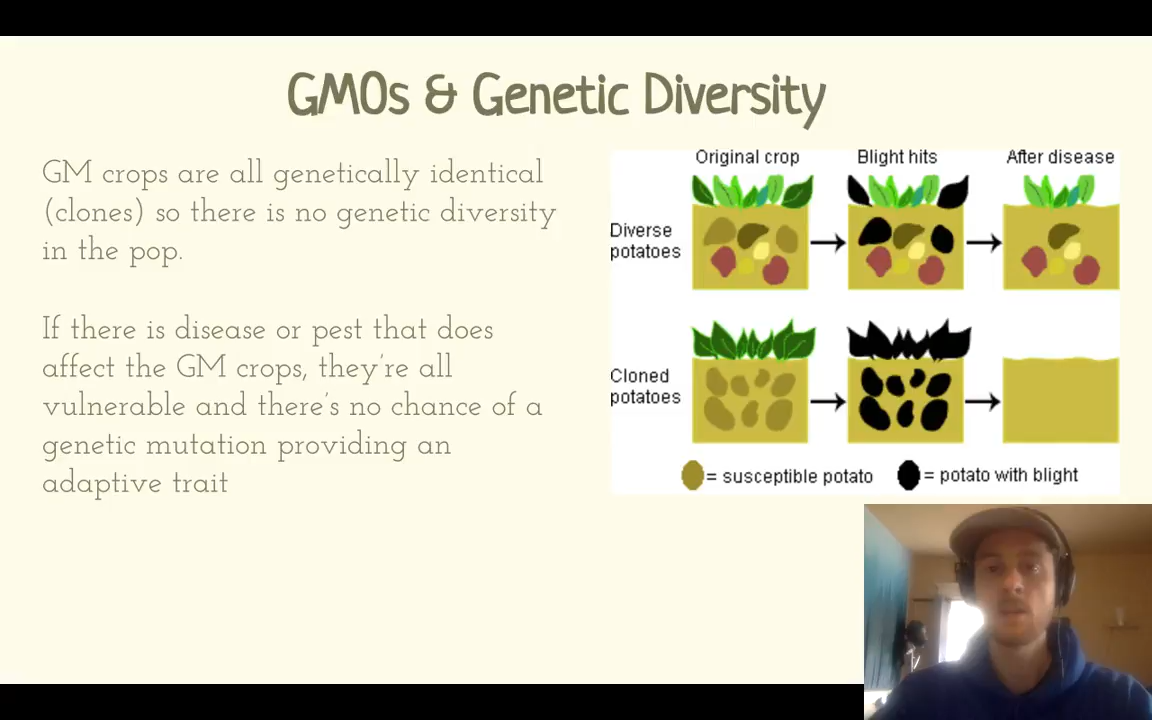 GMOs & Genetic Diversity
GM crops are all genetically identical
(clones) so there is no genetic diversity
in the pop.
If there is disease or pest that does
affect the GM crops, they're all
vulnerable and there's no chance of a
genetic mutation providing an
adaptive trait
Original crop
Blight hits
After disease
Diverse
potatoes
Cloned
potatoes
= susceptible potato
= potato with blight